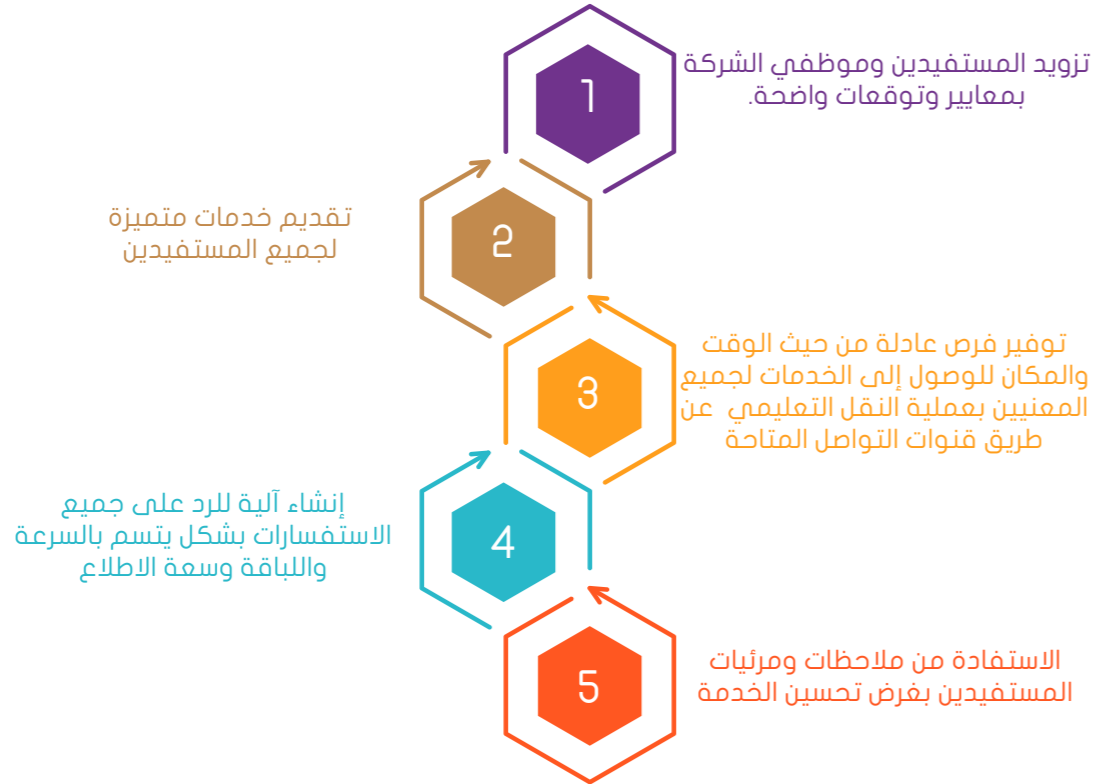 1
تزويد المستفيدين وموظفي الشركة
بمعايير وتوقعات واضحة.
2
تقديم خدمات متميزة
لجميع المستفيدين
3
توفير فرص عادلة من حيث الوقت
والمكان للوصول إلى الخدمات لجميع
المعنيين بعملية النقل التعليمي عن
طريق قنوات التواصل المتاحة
4
إنشاء آلية للرد على جميع
الاستفسارات بشكل يتسم بالسرعة
واللباقة وسعة الاطلاع
5
الاستفادة من ملاحظات ومرئيات
المستفيدين بغرض تحسين الخدمة